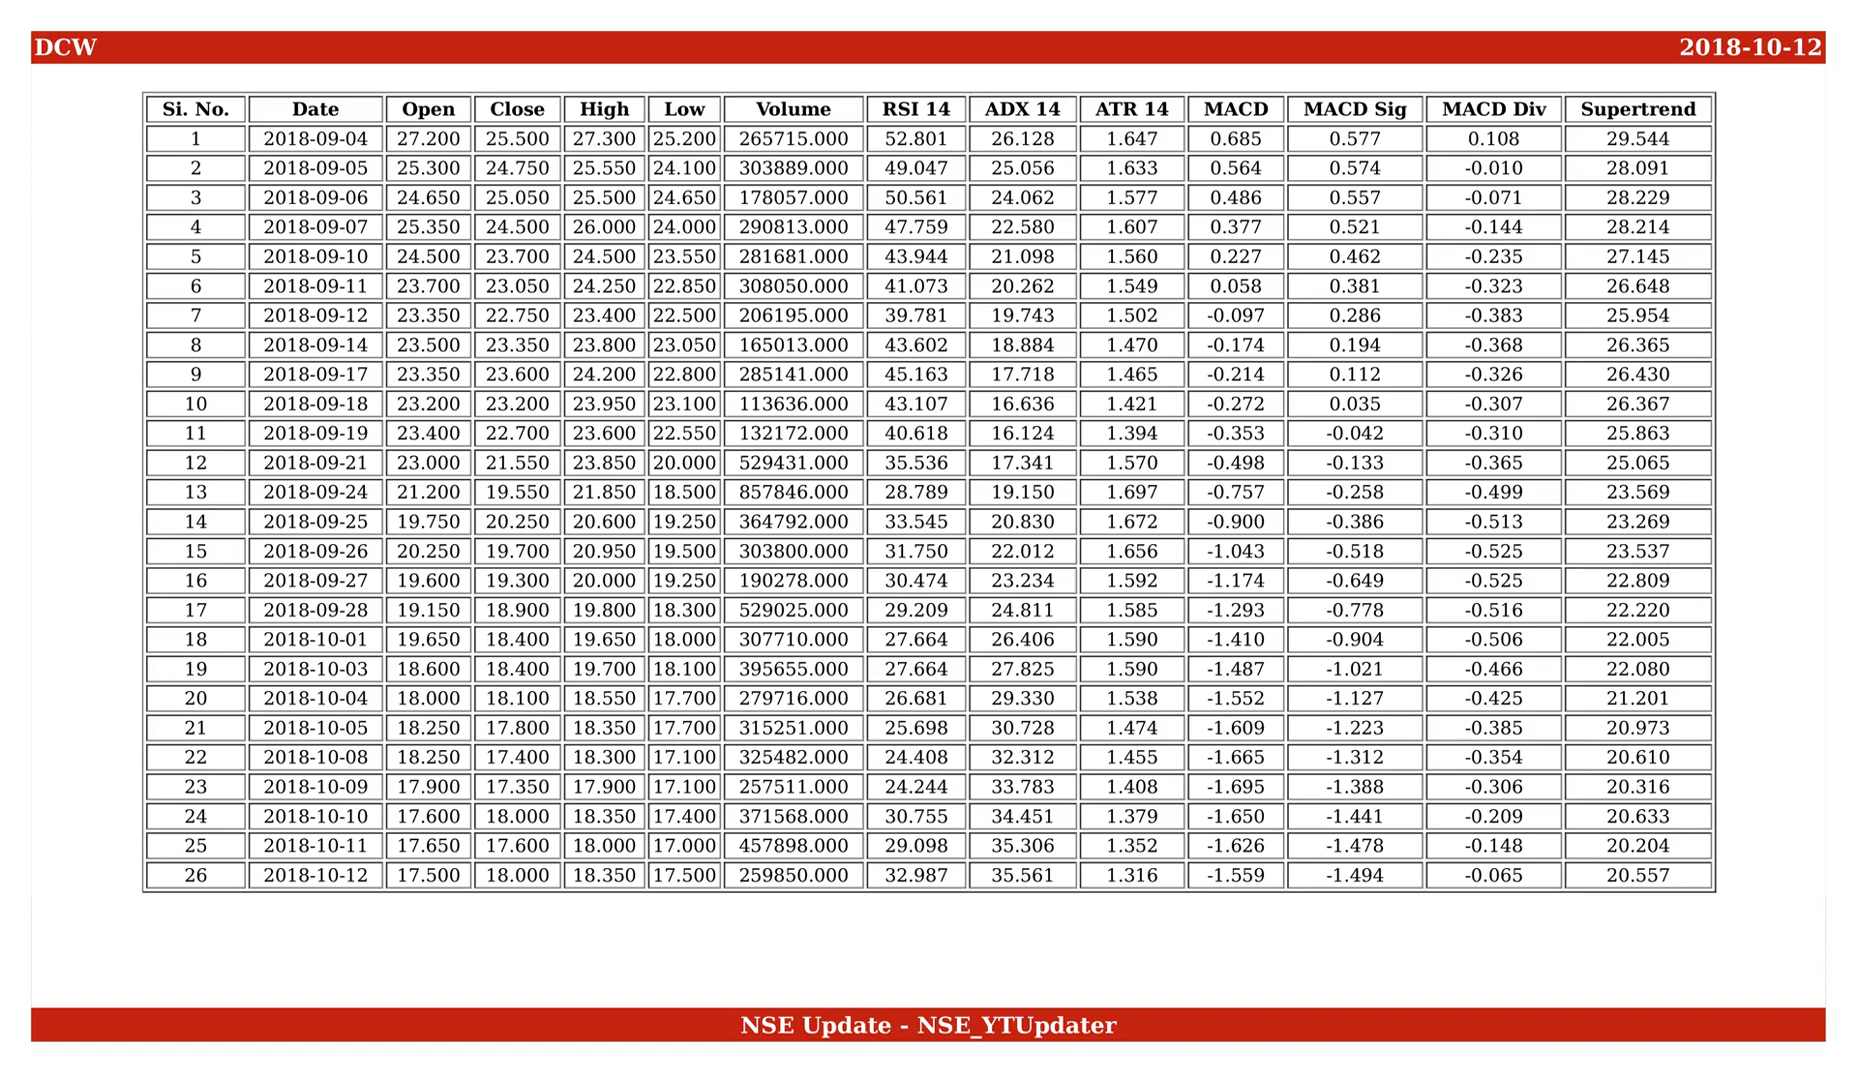 DCW 2018-10-12
Si. No. Date Open Close High Low Volume RSI 14 ADX 14 ATR 14 MACD MACD Sig MACD Div Supertrend
1 2018-09-04 27.200 25.500 27.300 25.200 265715.000 52.801 26.128 1.647 0.685 0.577 0.108 29.544
2 2018-09-05 25.300 24.750 25.550 24.100 303889.000 49.047 25.056 1.633 0.564 0.574 -0.010 28.091
3 2018-09-06 24.650 25.050 25.500 24.650 178057.000 50.561 24.062 1.577 0.486 0.557 -0.071 28.229
4 2018-09-07 25.350 24.500 26.000 24.000 290813.000 47.759 22.580 1.607 0.377 0.521 -0.144 28.214
5 2018-09-10 24.500 23.700 24.500 23.550 281681.000 43.944 21.098 1.560 0.227 0.462 -0.235 27.145
6 2018-09-11 23.700 23.050 24.250 22.850 308050.000 41.073 20.262 1.549 0.058 0.381 -0.323 26.648
7 2018-09-12 23.350 22.750 23.400 22.500 206195.000 39.781 19.743 1.502 -0.097 0.286 -0.383 25.954
8 2018-09-14 23.500 23.350 23.800 23.050 165013.000 43.602 18.884 1.470 -0.174 0.194 -0.368 26.365
9 2018-09-17 23.350 23.600 24.200 22.800 285141.000 45.163 17.718 1.465 -0.214 0.112 -0.326 26.430
10 2018-09-18 23.200 23.200 23.950 23.100 113636.000 43.107 16.636 1.421 -0.272 0.035 -0.307 26.367
11 2018-09-19 23.400 22.700 23.600 22.550 132172.000 40.618 16.124 1.394 -0.353 -0.042 -0.310 25.863
12 2018-09-21 23.000 21.550 23.850 20.000 529431.000 35.536 17.341 1.570 -0.498 -0.133 -0.365 25.065
13 2018-09-24 21.200 19.550 21.850 18.500 857846.000 28.789 19.150 1.697 -0.757 -0.258 -0.499 23.569
14 2018-09-25 19.750 20.250 20.600 19.250 364792.000 33.545 20.830 1.672 -0.900 -0.386 -0.513 23.269
15 2018-09-26 20.250 19.700 20.950 19.500 303800.000 31.750 22.012 1.656 -1.043 -0.518 -0.525 23.537
16 2018-09-27 19.600 19.300 20.000 19.250 190278.000 30.474 23.234 1.592 -1.174 -0.649 -0.525 22.809
17 2018-09-28 19.150 18.900 19.800 18.300 529025.000 29.209 24.811 1.585 -1.293 -0.778 -0.516 22.220
18 2018-10-01 19.650 18.400 19.650 18.000 307710.000 27.664 26.406 1.590 -1.410 -0.904 -0.506 22.005
19 2018-10-03 18.600 18.400 19.700 18.100 395655.000 27.664 27.825 1.590 -1.487 -1.021 -0.466 22.080
20 2018-10-04 18.000 18.100 18.550 17.700 279716.000 26.681 29.330 1.538 -1.552 -1.127 -0.425 21.201
21 2018-10-05 18.250 17.800 18.350 17.700 315251.000 25.698 30.728 1.474 -1.609 -1.223 -0.385 20.973
22 2018-10-08 18.250 17.400 18.300 17.100 325482.000 24.408 32.312 1.455 -1.665 -1.312 -0.354 20.610
23 2018-10-09 17.900 17.350 17.900 17.100 257511.000 24.244 33.783 1.408 -1.695 -1.388 -0.306 20.316
24 2018-10-10 17.600 18.000 18.350 17.400 371568.000 30.755 34.451 1.379 -1.650 -1.441 -0.209 20.633
25 2018-10-11 17.650 17.600 18.000 17.000 457898.000 29.098 35.306 1.352 -1.626 -1.478 -0.148 20.204
26 2018-10-12 17.500 18.000 18.350 17.500 259850.000 32.987 35.561 1.316 -1.559 -1.494 -0.065 20.557
NSE Update - NSE_YTUpdater